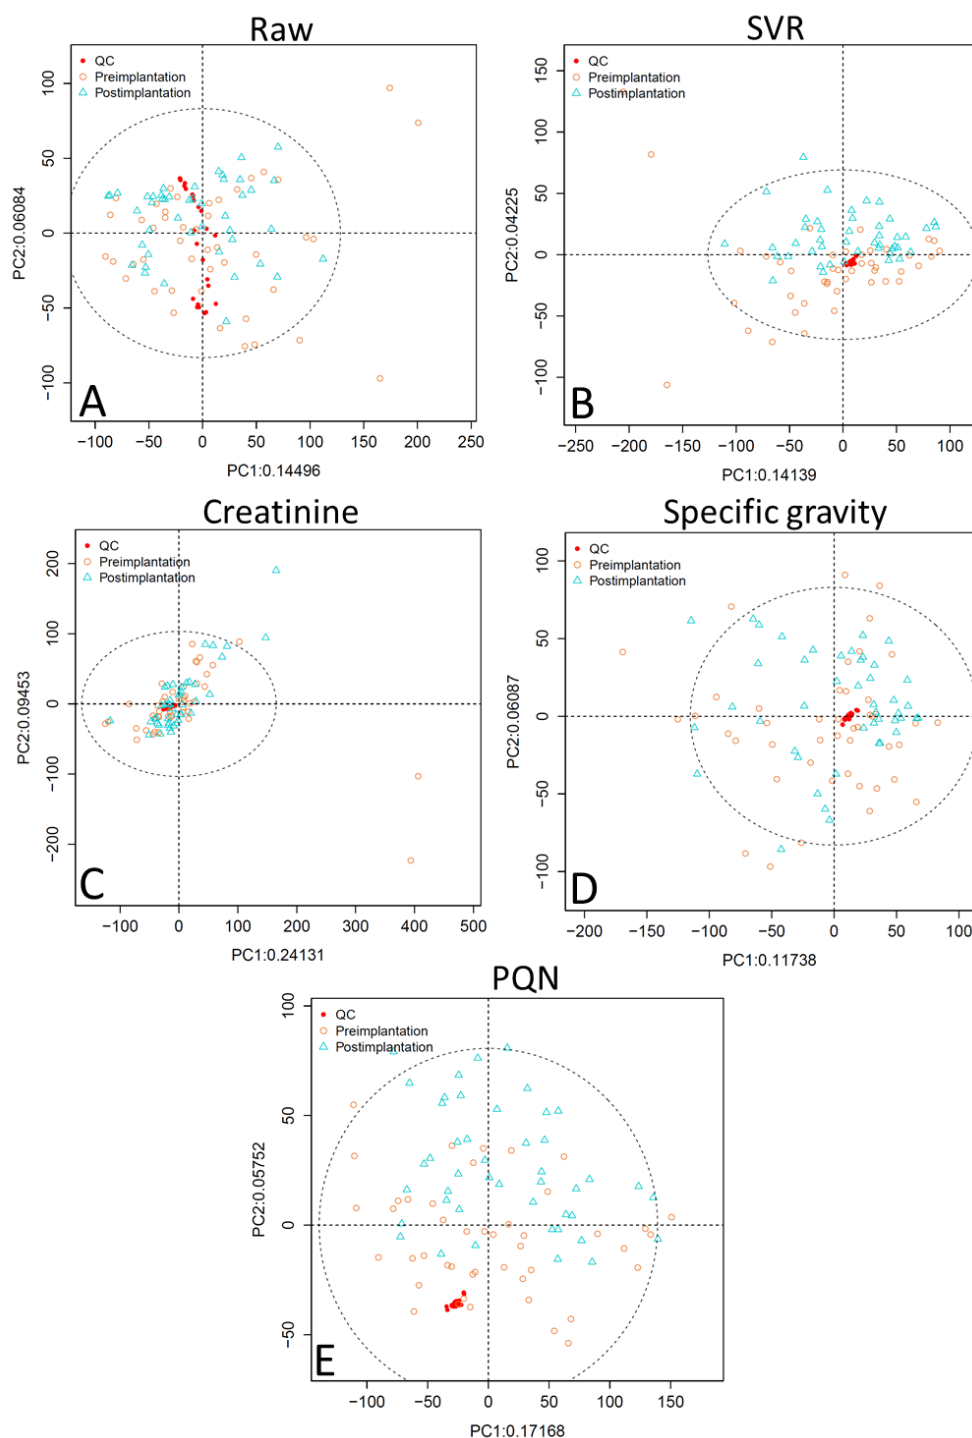 Raw
QC
Preimplantation
Postimplantation
100
50
0
−50
−100
PC2:0.06084
A
−100 −50 0 50 100 150 200 250
PC1:0.14496
SVR
QC
Preimplantation
Postimplantation
150
100
50
0
−50
−100
PC2:0.04225
B
−250 −200 −150 −100 −50 0 50 100
PC1:0.14139
Creatinine
QC
Preimplantation
Postimplantation
200
100
0
−100
−200
PC2:0.09453
C
−100 0 100 200 300 400 500
PC1:0.24131
Specific gravity
QC
Preimplantation
Postimplantation
100
50
0
−50
−100
PC2:0.06087
D
−200 −150 −100 −50 0 50 100
PC1:0.11738
PQN
QC
Preimplantation
Postimplantation
100
50
0
−50
PC2:0.05752
E
−100 −50 0 50 100 150
PC1:0.17168